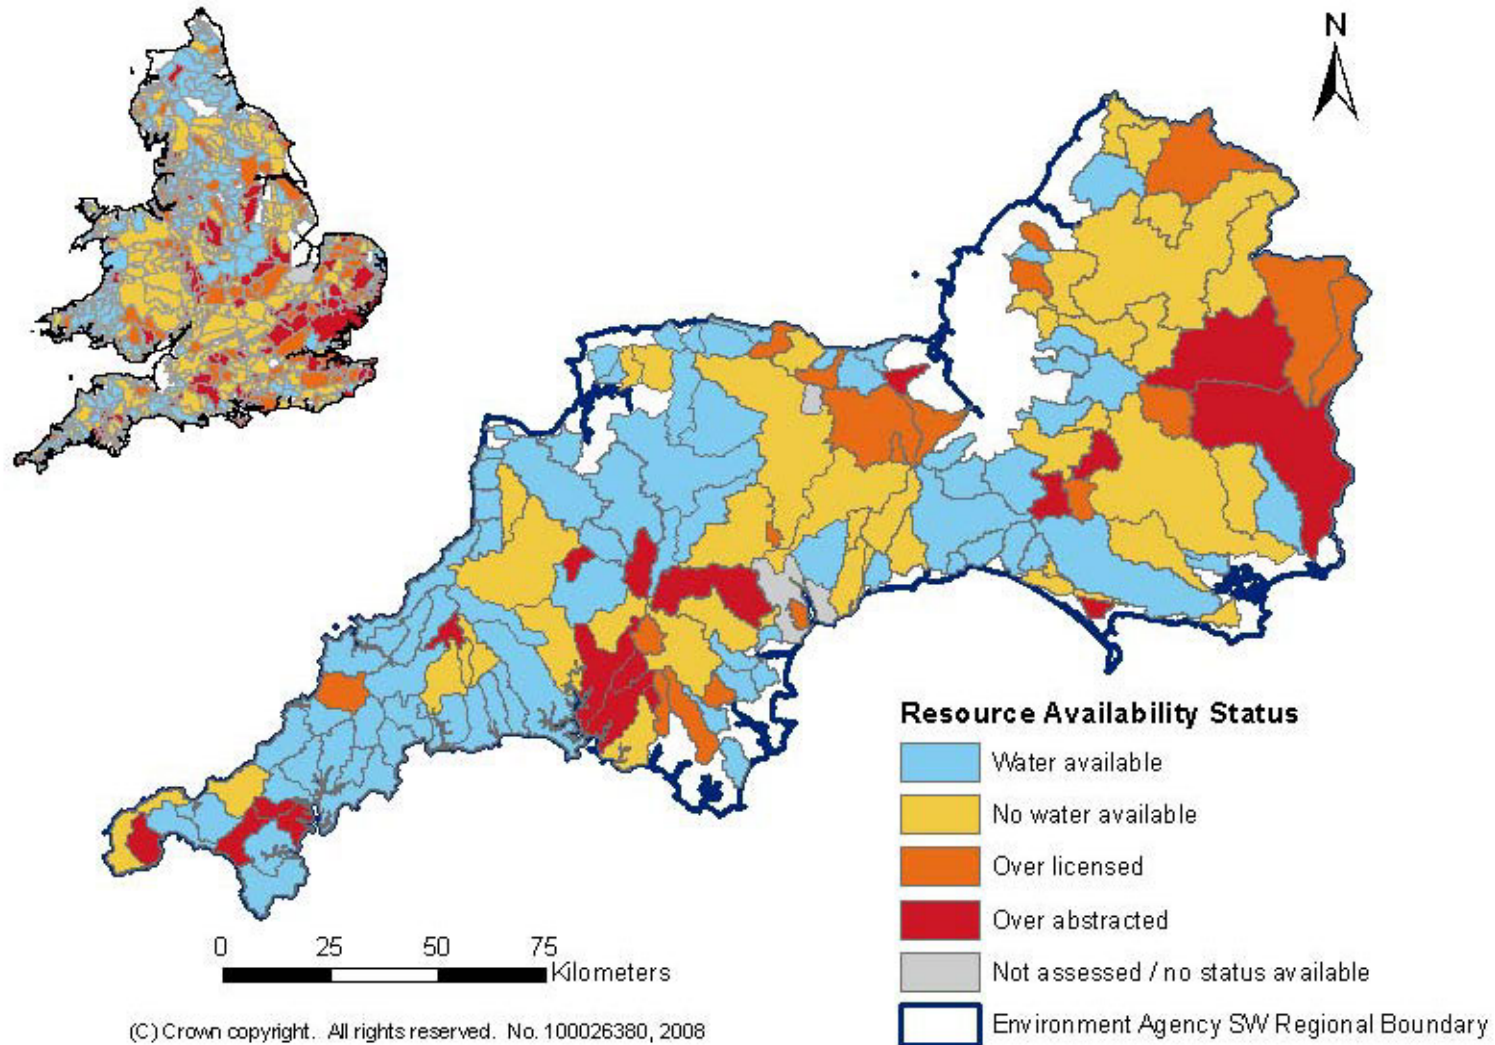 N
Resource Availability Status
Water available
No water available
Over licensed
Over abstracted
Not assessed / no status available
Environment Agency SW Regional Boundary
0 25 50 75
Kilometers
(C) Crown copyright. All rights reserved. No. 100026380, 2008